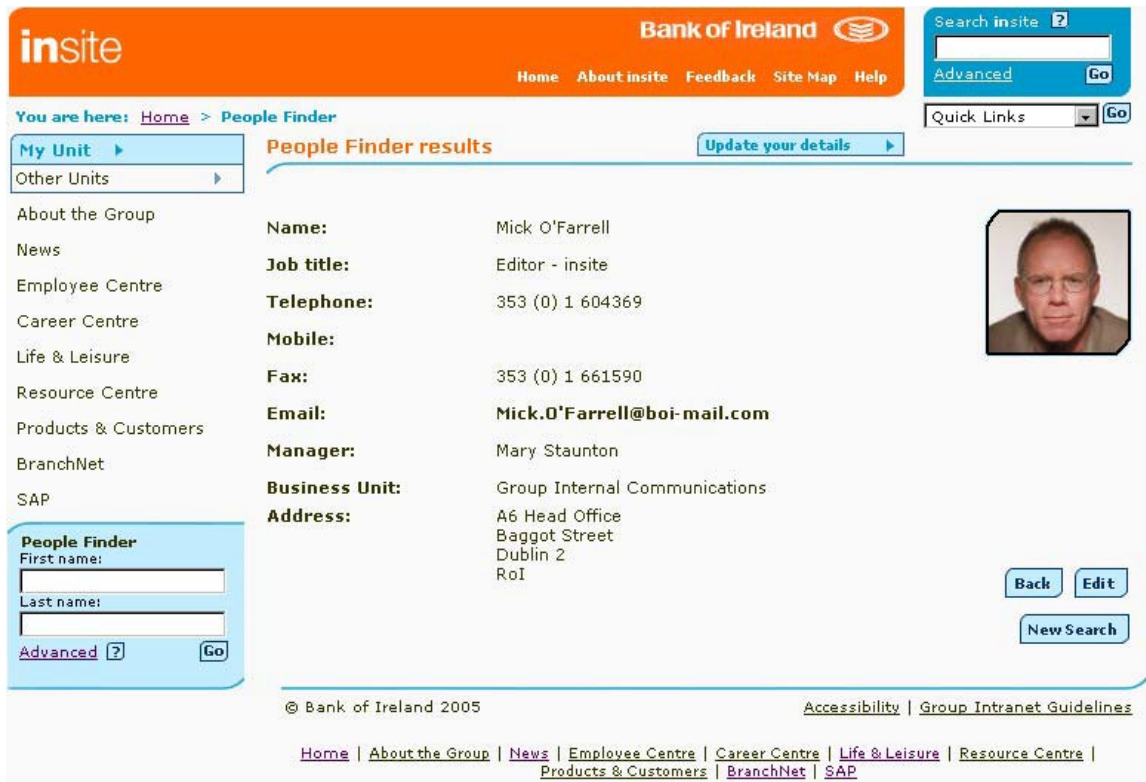 insite
Bank of Ireland
Home About insite Feedback Site Map Help
Search insite ?
Advanced Go
Quick Links Go
You are here: Home > People Finder
My Unit
Other Units
About the Group
News
Employee Centre
Career Centre
Life & Leisure
Resource Centre
Products & Customers
BranchNet
SAP
People Finder
First name:
Last name:
Advanced ? Go
People Finder results
Update your details
Name: Mick O'Farrell
Job title: Editor - insite
Telephone: 353 (0) 1 604369
Mobile:
Fax: 353 (0) 1 661590
Email: Mick.O'Farrell@boi-mail.com
Manager: Mary Staunton
Business Unit: Group Internal Communications
Address: A6 Head Office
Baggot Street
Dublin 2
RoI
Back Edit
New Search
© Bank of Ireland 2005
Accessibility | Group Intranet Guidelines
Home | About the Group | News | Employee Centre | Career Centre | Life & Leisure | Resource Centre |
Products & Customers | BranchNet | SAP